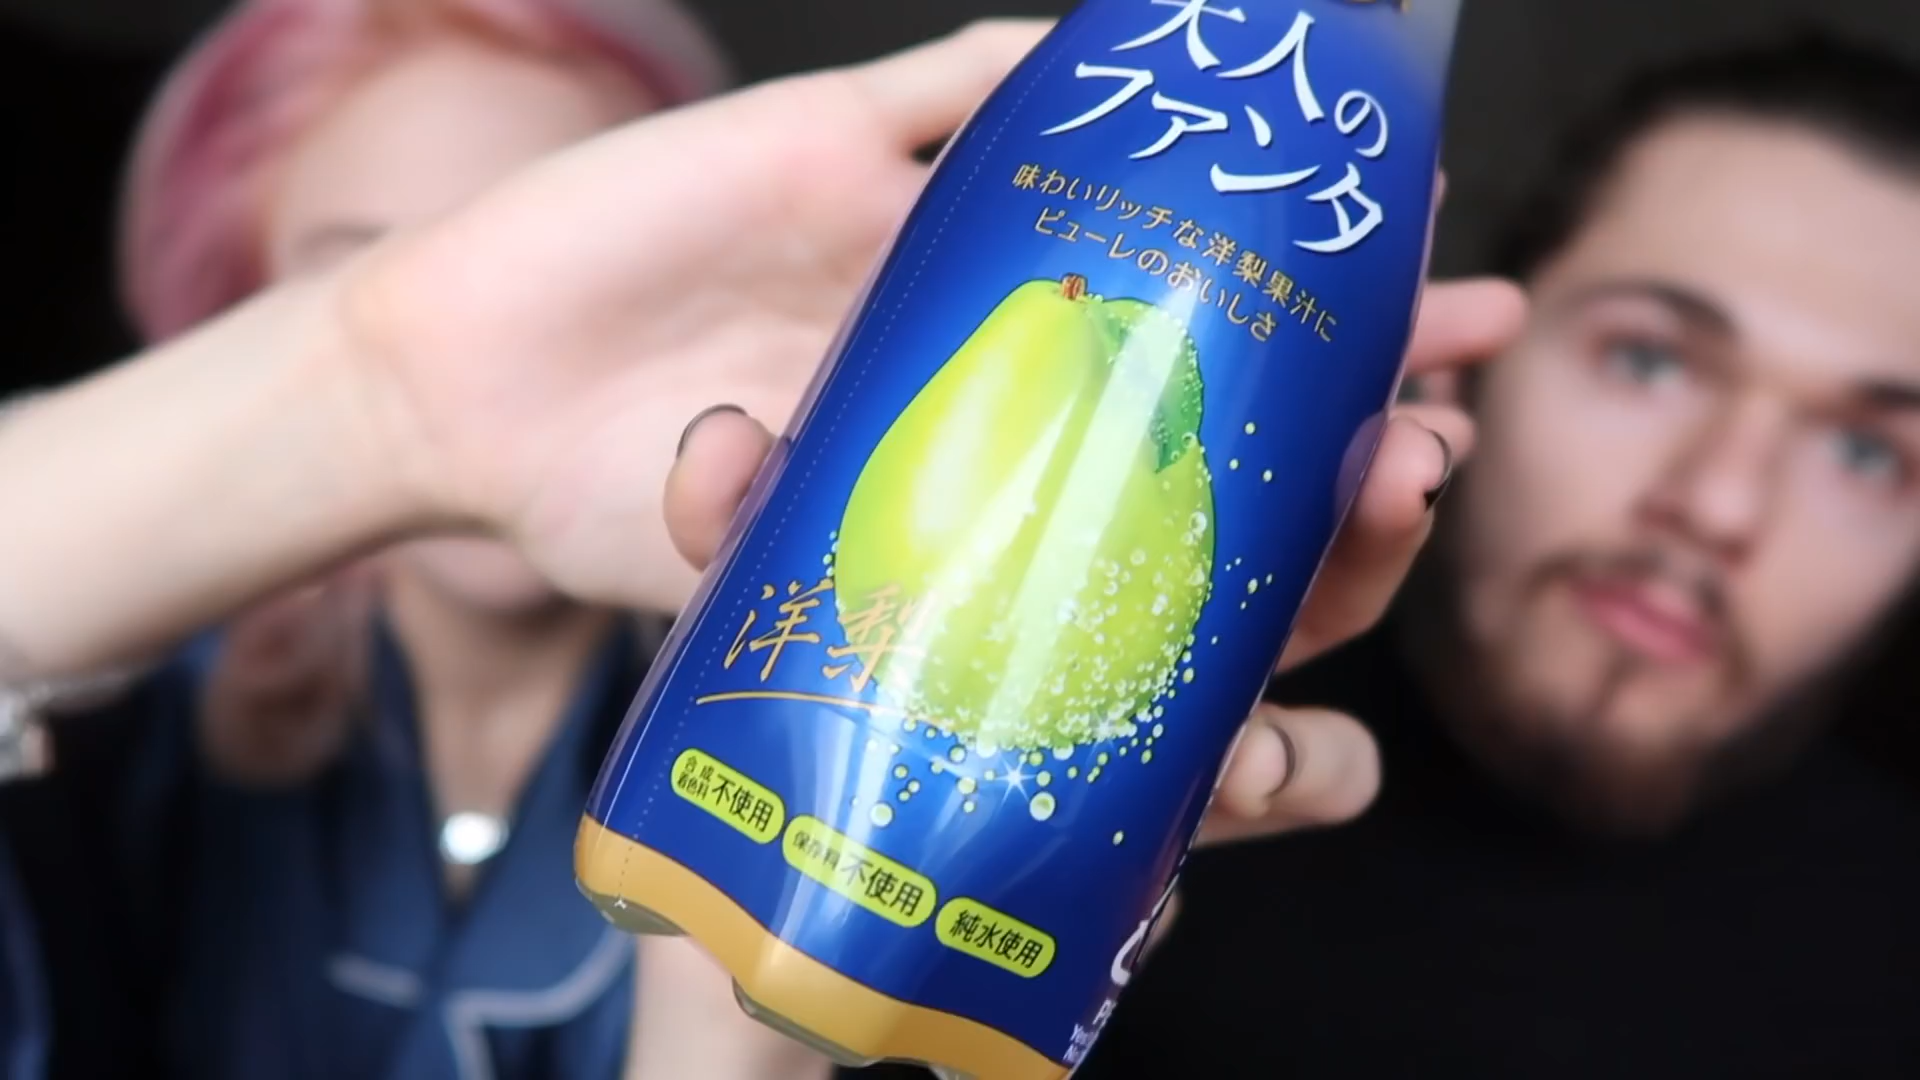 大人の
ファンタ
味わいリッチな洋梨果汁に
ピューレのおいしさ
洋梨
合成
着色料 不使用
保存料 不使用
純水使用